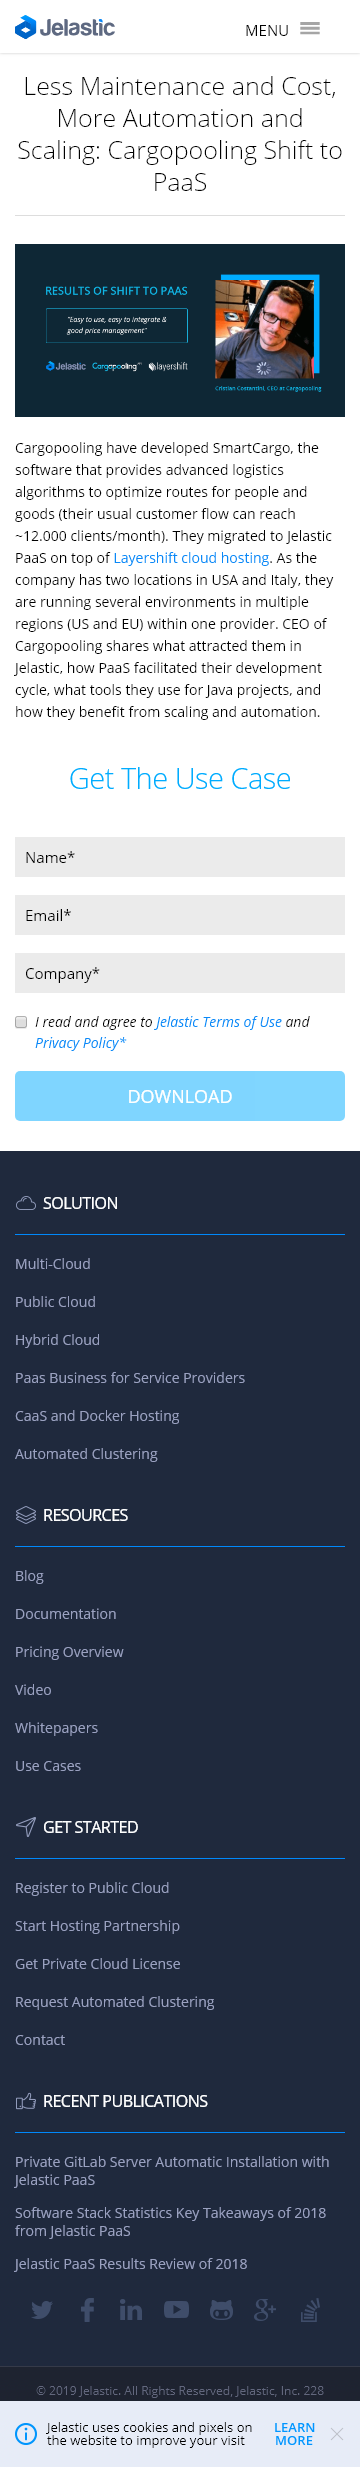 Jelastic
MENU
Less Maintenance and Cost,
More Automation and
Scaling: Cargopooling Shift to
PaaS
RESULTS OF SHIFT TO PAAS
"Easy to use, easy to integrate &
good price management"
Jelastic Cargopooling layershift
Cristian Costantini, CEO at Cargopooling
Cargopooling have developed SmartCargo, the
software that provides advanced logistics
algorithms to optimize routes for people and
goods (their usual customer flow can reach
~12.000 clients/month). They migrated to Jelastic
PaaS on top of Layershift cloud hosting. As the
company has two locations in USA and Italy, they
are running several environments in multiple
regions (US and EU) within one provider. CEO of
Cargopooling shares what attracted them in
Jelastic, how PaaS facilitated their development
cycle, what tools they use for Java projects, and
how they benefit from scaling and automation.
Get The Use Case
Name*
Email*
Company*
I read and agree to Jelastic Terms of Use and
Privacy Policy*
DOWNLOAD
SOLUTION
Multi-Cloud
Public Cloud
Hybrid Cloud
Paas Business for Service Providers
CaaS and Docker Hosting
Automated Clustering
RESOURCES
Blog
Documentation
Pricing Overview
Video
Whitepapers
Use Cases
GET STARTED
Register to Public Cloud
Start Hosting Partnership
Get Private Cloud License
Request Automated Clustering
Contact
RECENT PUBLICATIONS
Private GitLab Server Automatic Installation with
Jelastic PaaS
Software Stack Statistics Key Takeaways of 2018
from Jelastic PaaS
Jelastic PaaS Results Review of 2018
© 2019 Jelastic. All Rights Reserved, Jelastic, Inc. 228
Jelastic uses cookies and pixels on
the website to improve your visit
LEARN
MORE